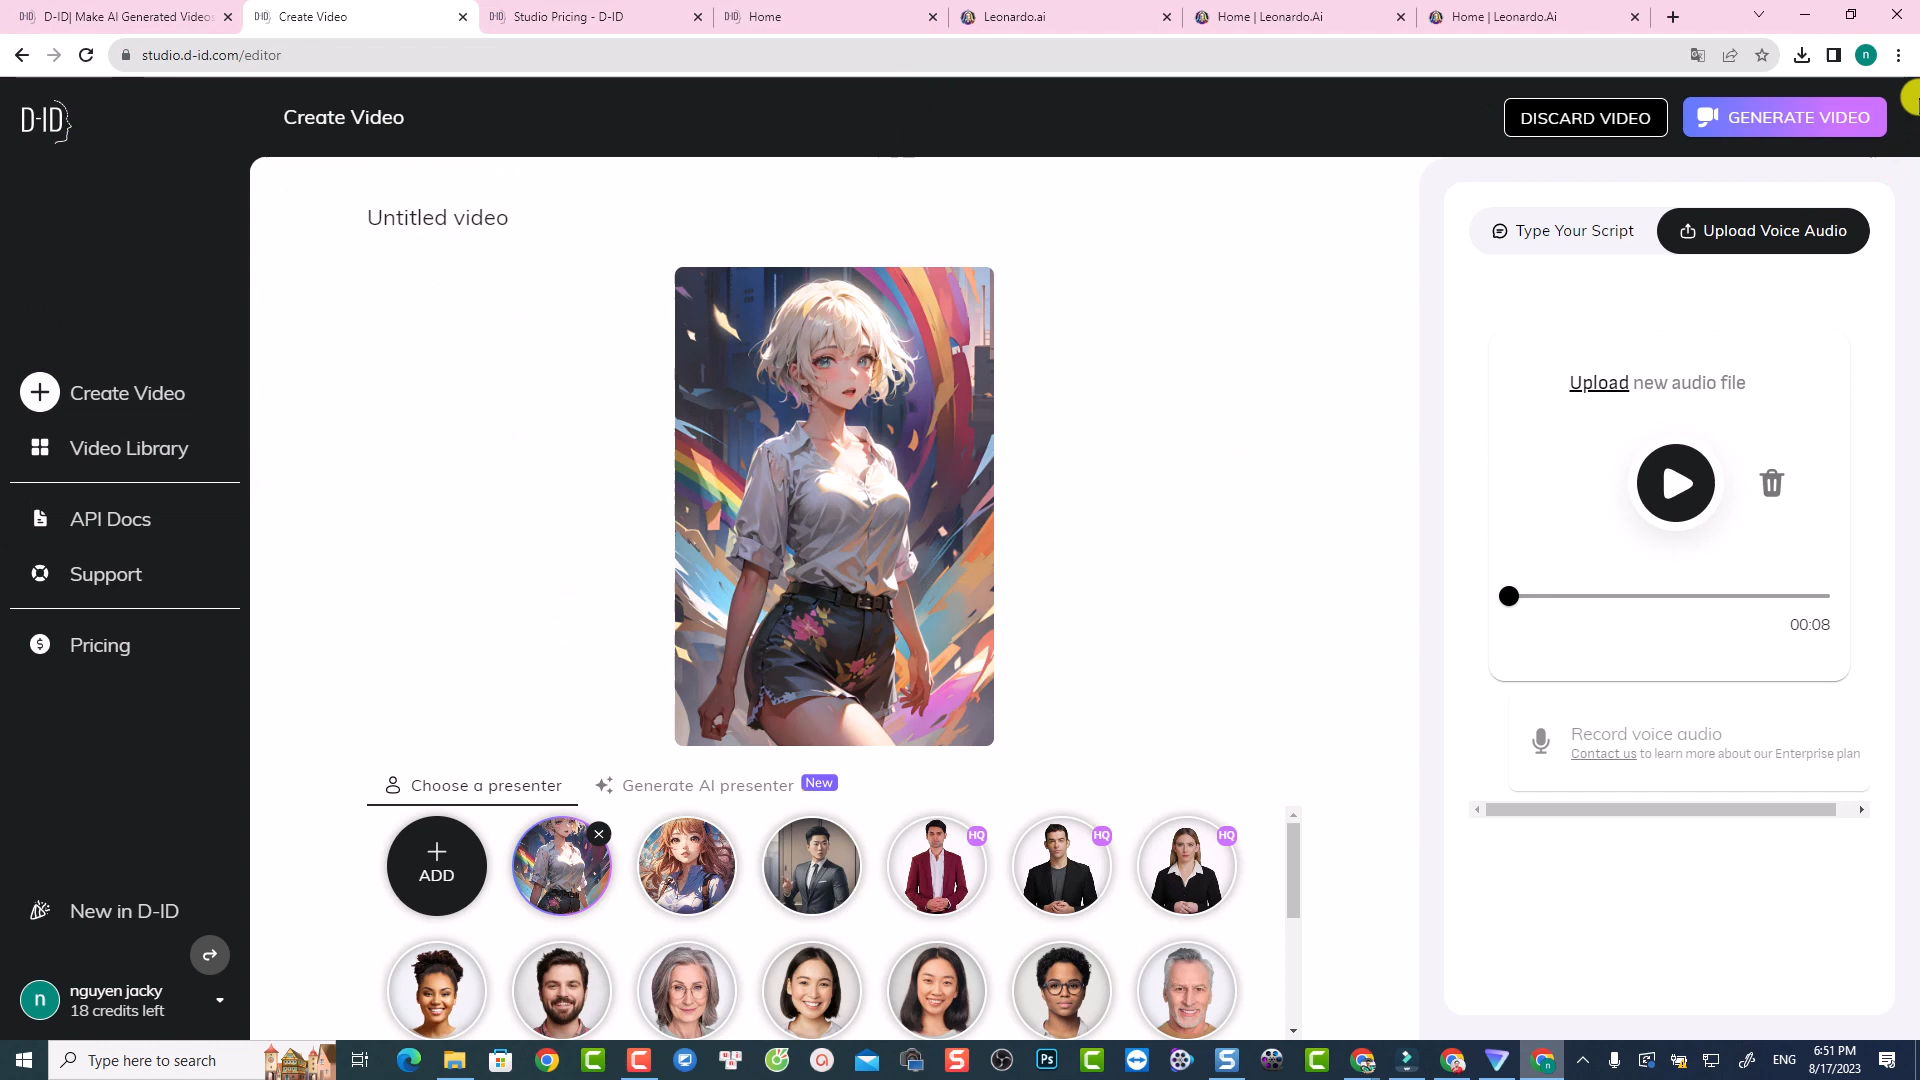 D-ID| Make AI Generated Videos
Create Video
Studio Pricing - D-ID
Home
Leonardo.ai
Home | Leonardo.Ai
Home | Leonardo.Ai
studio.d-id.com/editor
n
D-ID
Create Video
DISCARD VIDEO
GENERATE VIDEO
Untitled video
Type Your Script
Upload Voice Audio
Upload new audio file
00:08
Record voice audio
Contact us to learn more about our Enterprise plan
Create Video
Video Library
API Docs
Support
Pricing
New in D-ID
n
nguyen jacky
18 credits left
Choose a presenter
Generate AI presenter
New
ADD
HQ
HQ
HQ
Type here to search
Ps
ENG
6:51 PM
8/17/2023